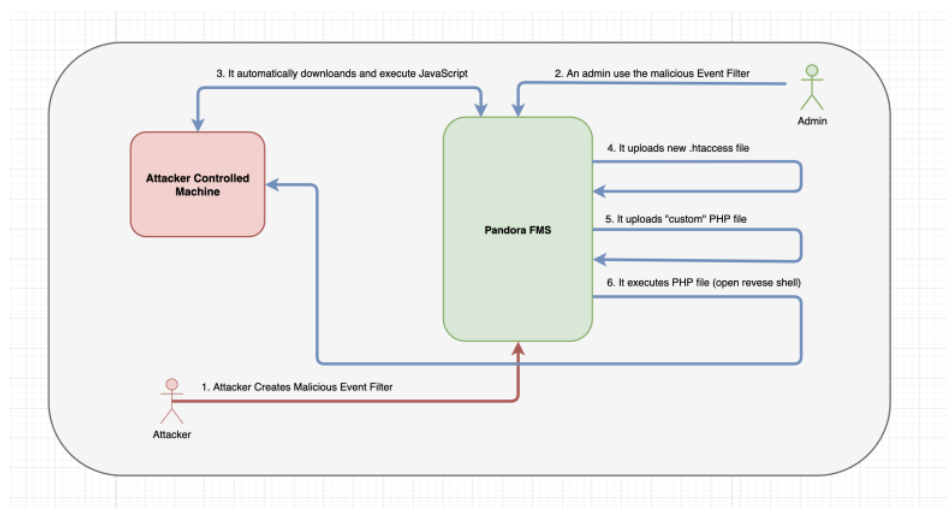 3. It automatically downloands and execute JavaScript
2. An admin use the malicious Event Filter
Admin
Attacker Controlled
Machine
4. It uploads new .htaccess file
Pandora FMS
5. It uploads "custom" PHP file
6. It executes PHP file (open revese shell)
1. Attacker Creates Malicious Event Filter
Attacker